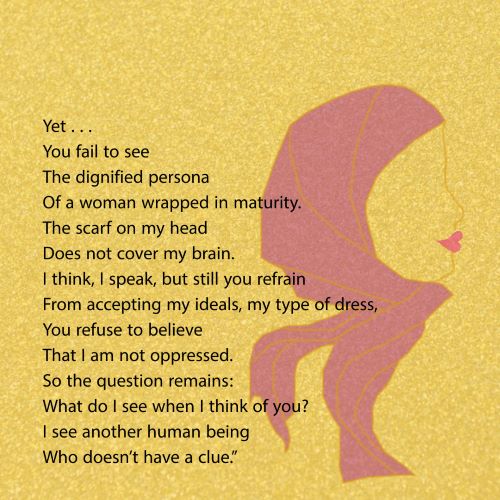 Yet . . .
You fail to see
The dignified persona
Of a woman wrapped in maturity.
The scarf on my head
Does not cover my brain.
I think, I speak, but still you refrain
From accepting my ideals, my type of dress,
You refuse to believe
That I am not oppressed.
So the question remains:
What do I see when I think of you?
I see another human being
Who doesn’t have a clue.”